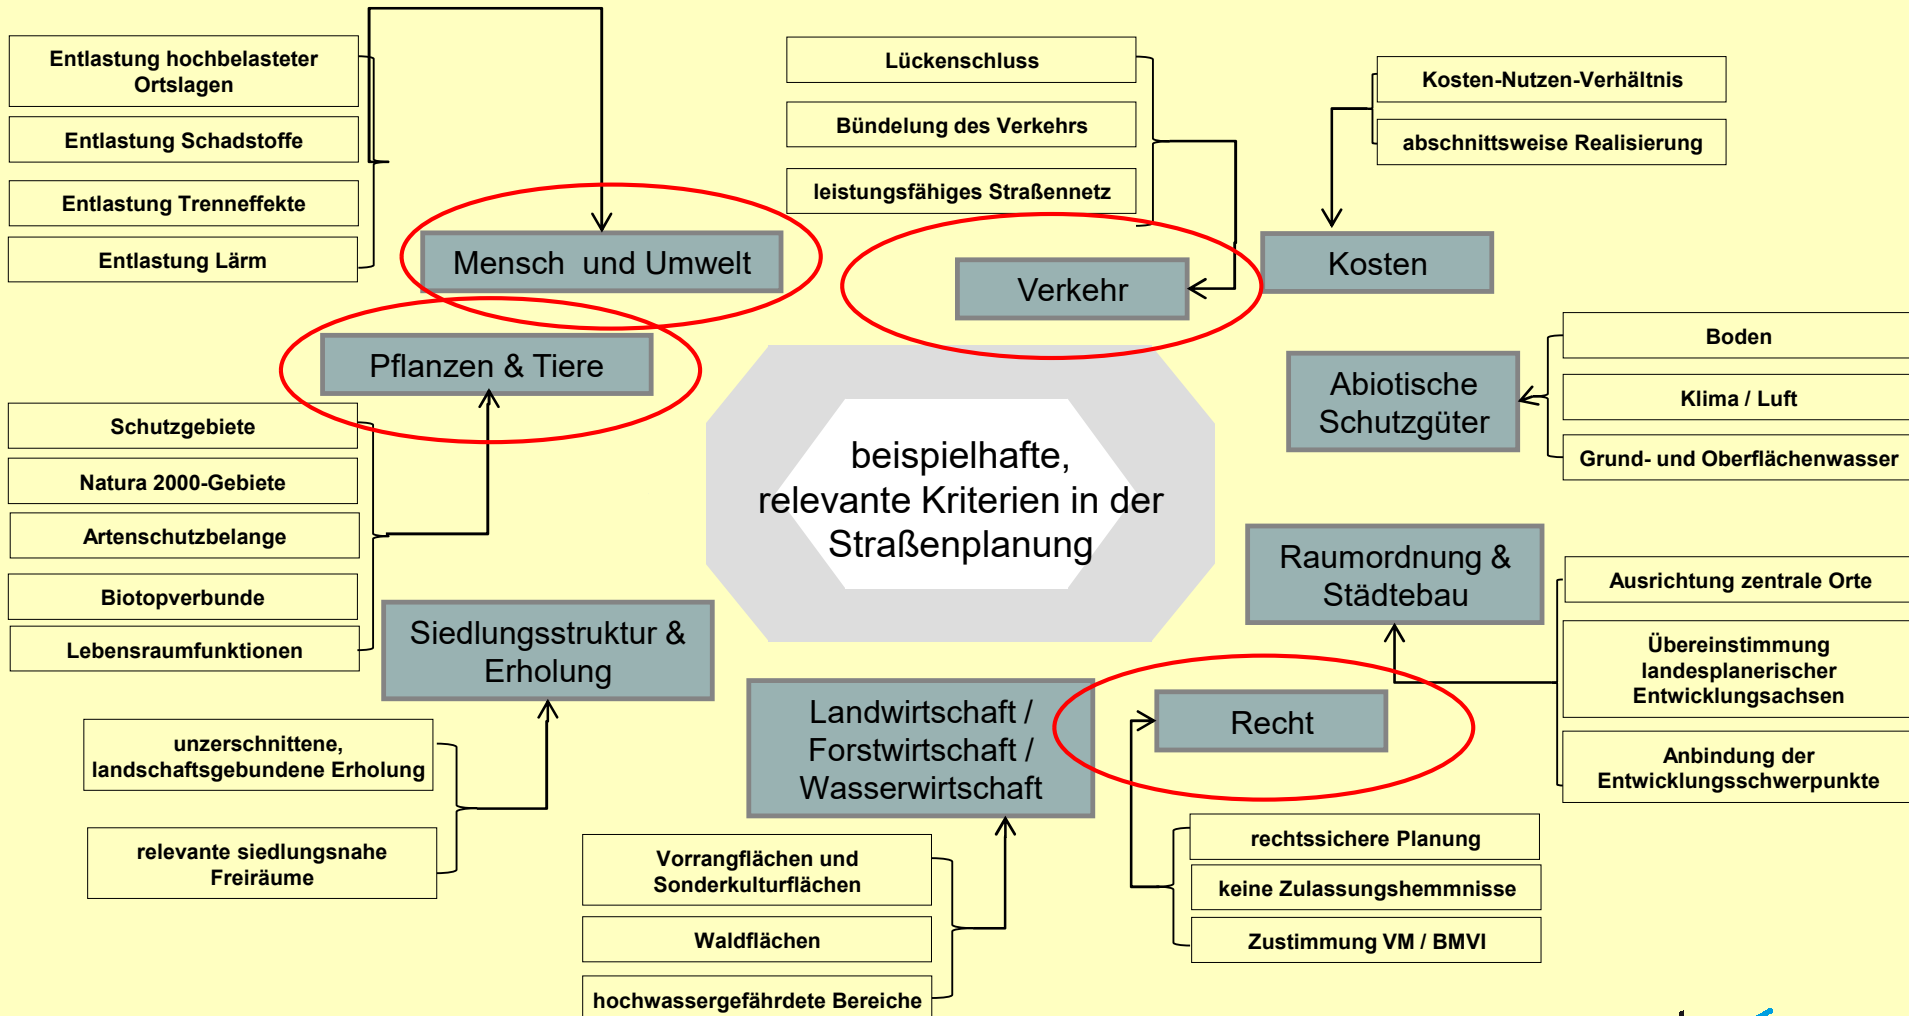 Entlastung hochbelasteter
Ortslagen
Entlastung Schadstoffe
Entlastung Trenneffekte
Entlastung Lärm
Mensch und Umwelt
Lückenschluss
Bündelung des Verkehrs
leistungsfähiges Straßennetz
Verkehr
Kosten-Nutzen-Verhältnis
abschnittsweise Realisierung
Kosten
Pflanzen & Tiere
Schutzgebiete
Natura 2000-Gebiete
Artenschutzbelange
Biotopverbunde
Lebensraumfunktionen
beispielhafte,
relevante Kriterien in der
Straßenplanung
Abiotische
Schutzgüter
Boden
Klima / Luft
Grund- und Oberflächenwasser
Raumordnung &
Städtebau
Ausrichtung zentrale Orte
Übereinstimmung
landesplanerischer
Entwicklungsachsen
Anbindung der
Entwicklungsschwerpunkte
Siedlungsstruktur &
Erholung
unzerschnittene,
landschaftsgebundene Erholung
relevante siedlungsnahe
Freiräume
Landwirtschaft /
Forstwirtschaft /
Wasserwirtschaft
Vorrangflächen und
Sonderkulturflächen
Waldflächen
hochwassergefährdete Bereiche
Recht
rechtssichere Planung
keine Zulassungshemmnisse
Zustimmung VM / BMVI